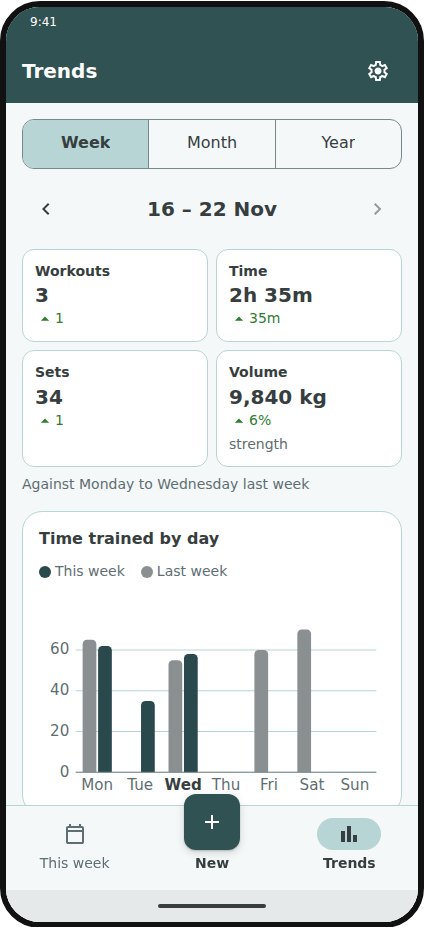 9:41
Trends
Week Month Year
16 – 22 Nov
Workouts
3
1
Time
2h 35m
35m
Sets
34
1
Volume
9,840 kg
6%
strength
Against Monday to Wednesday last week
Time trained by day
This week Last week
60
40
20
0
Mon Tue Wed Thu Fri Sat Sun
This week New Trends